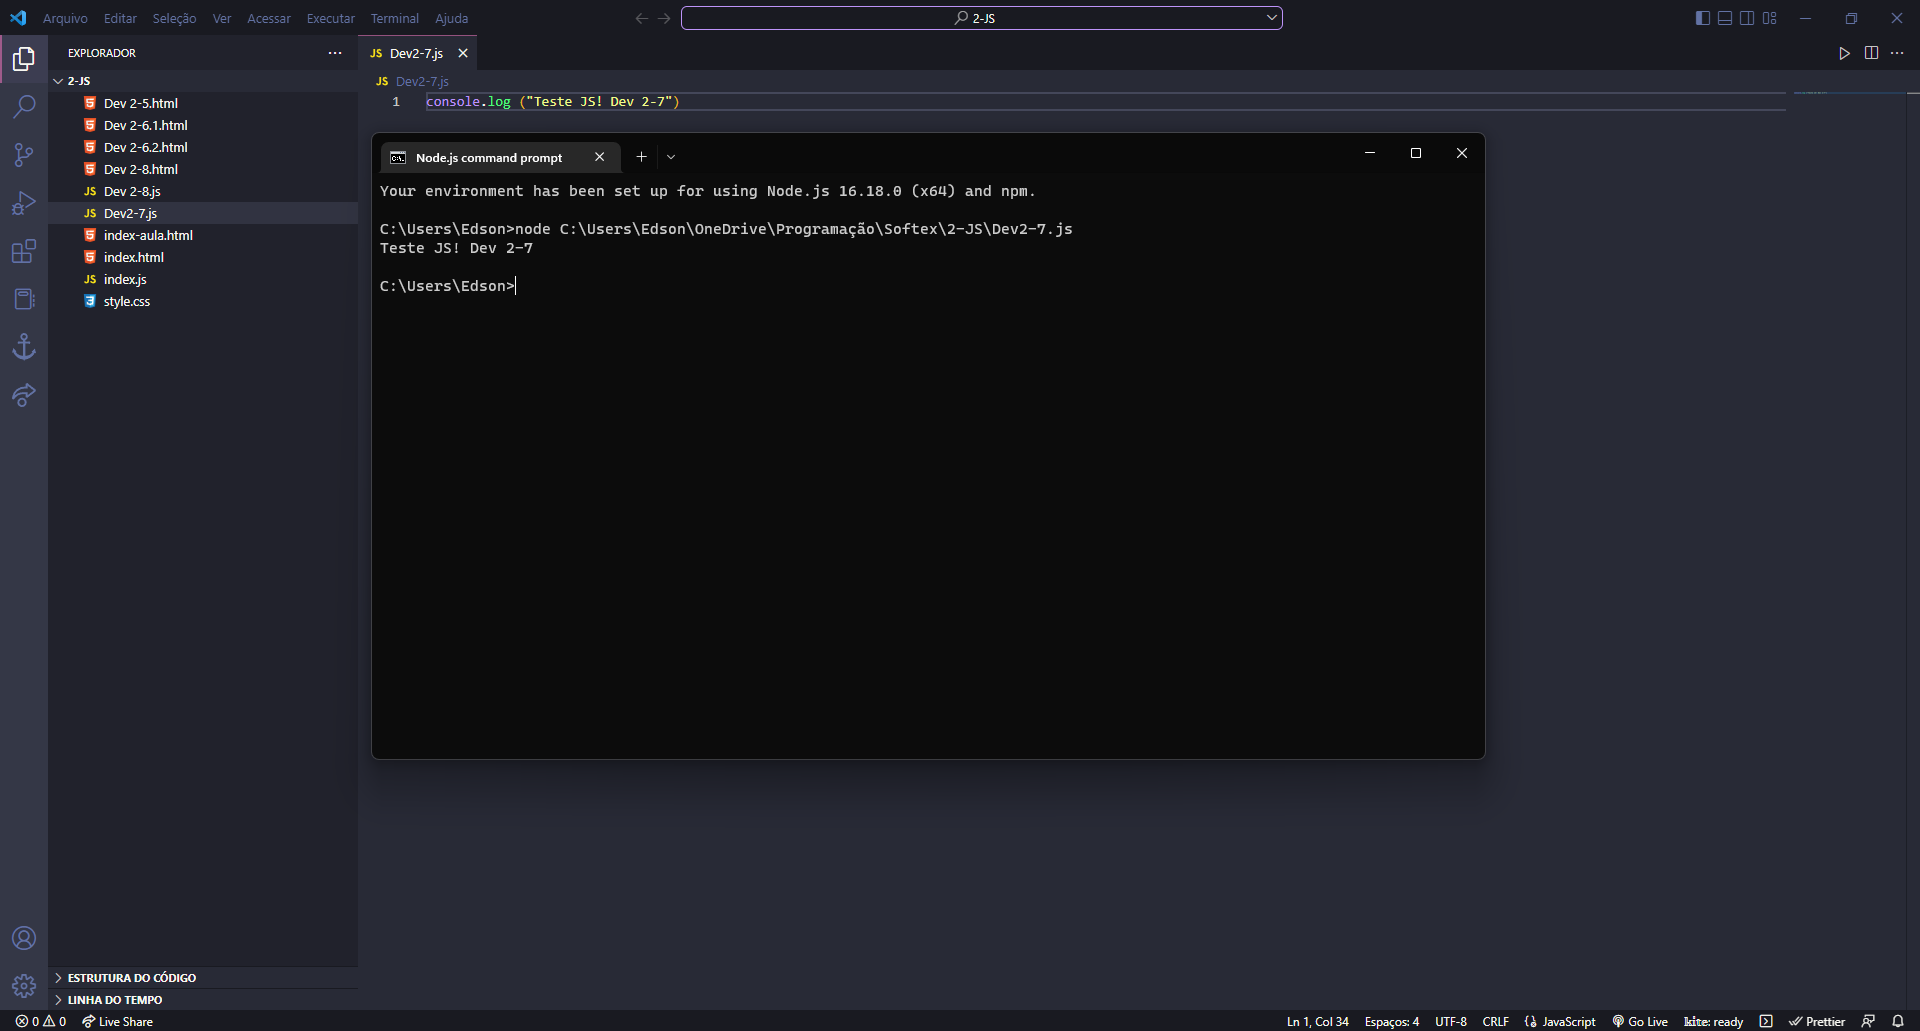 Arquivo Editar Seleção Ver Acessar Executar Terminal Ajuda
2-JS
EXPLORADOR
JS Dev2-7.js
2-JS
JS Dev2-7.js
Dev 2-5.html
1 console.log ("Teste JS! Dev 2-7")
Dev 2-6.1.html
Dev 2-6.2.html
Dev 2-8.html
JS Dev 2-8.js
JS Dev2-7.js
index-aula.html
index.html
JS index.js
style.css
Node.js command prompt
Your environment has been set up for using Node.js 16.18.0 (x64) and npm.
C:\Users\Edson>node C:\Users\Edson\OneDrive\Programação\Softex\2-JS\Dev2-7.js
Teste JS! Dev 2-7
C:\Users\Edson>
ESTRUTURA DO CÓDIGO
LINHA DO TEMPO
0 0 Live Share
Ln 1, Col 34 Espaços: 4 UTF-8 CRLF JavaScript Go Live kite: ready Prettier